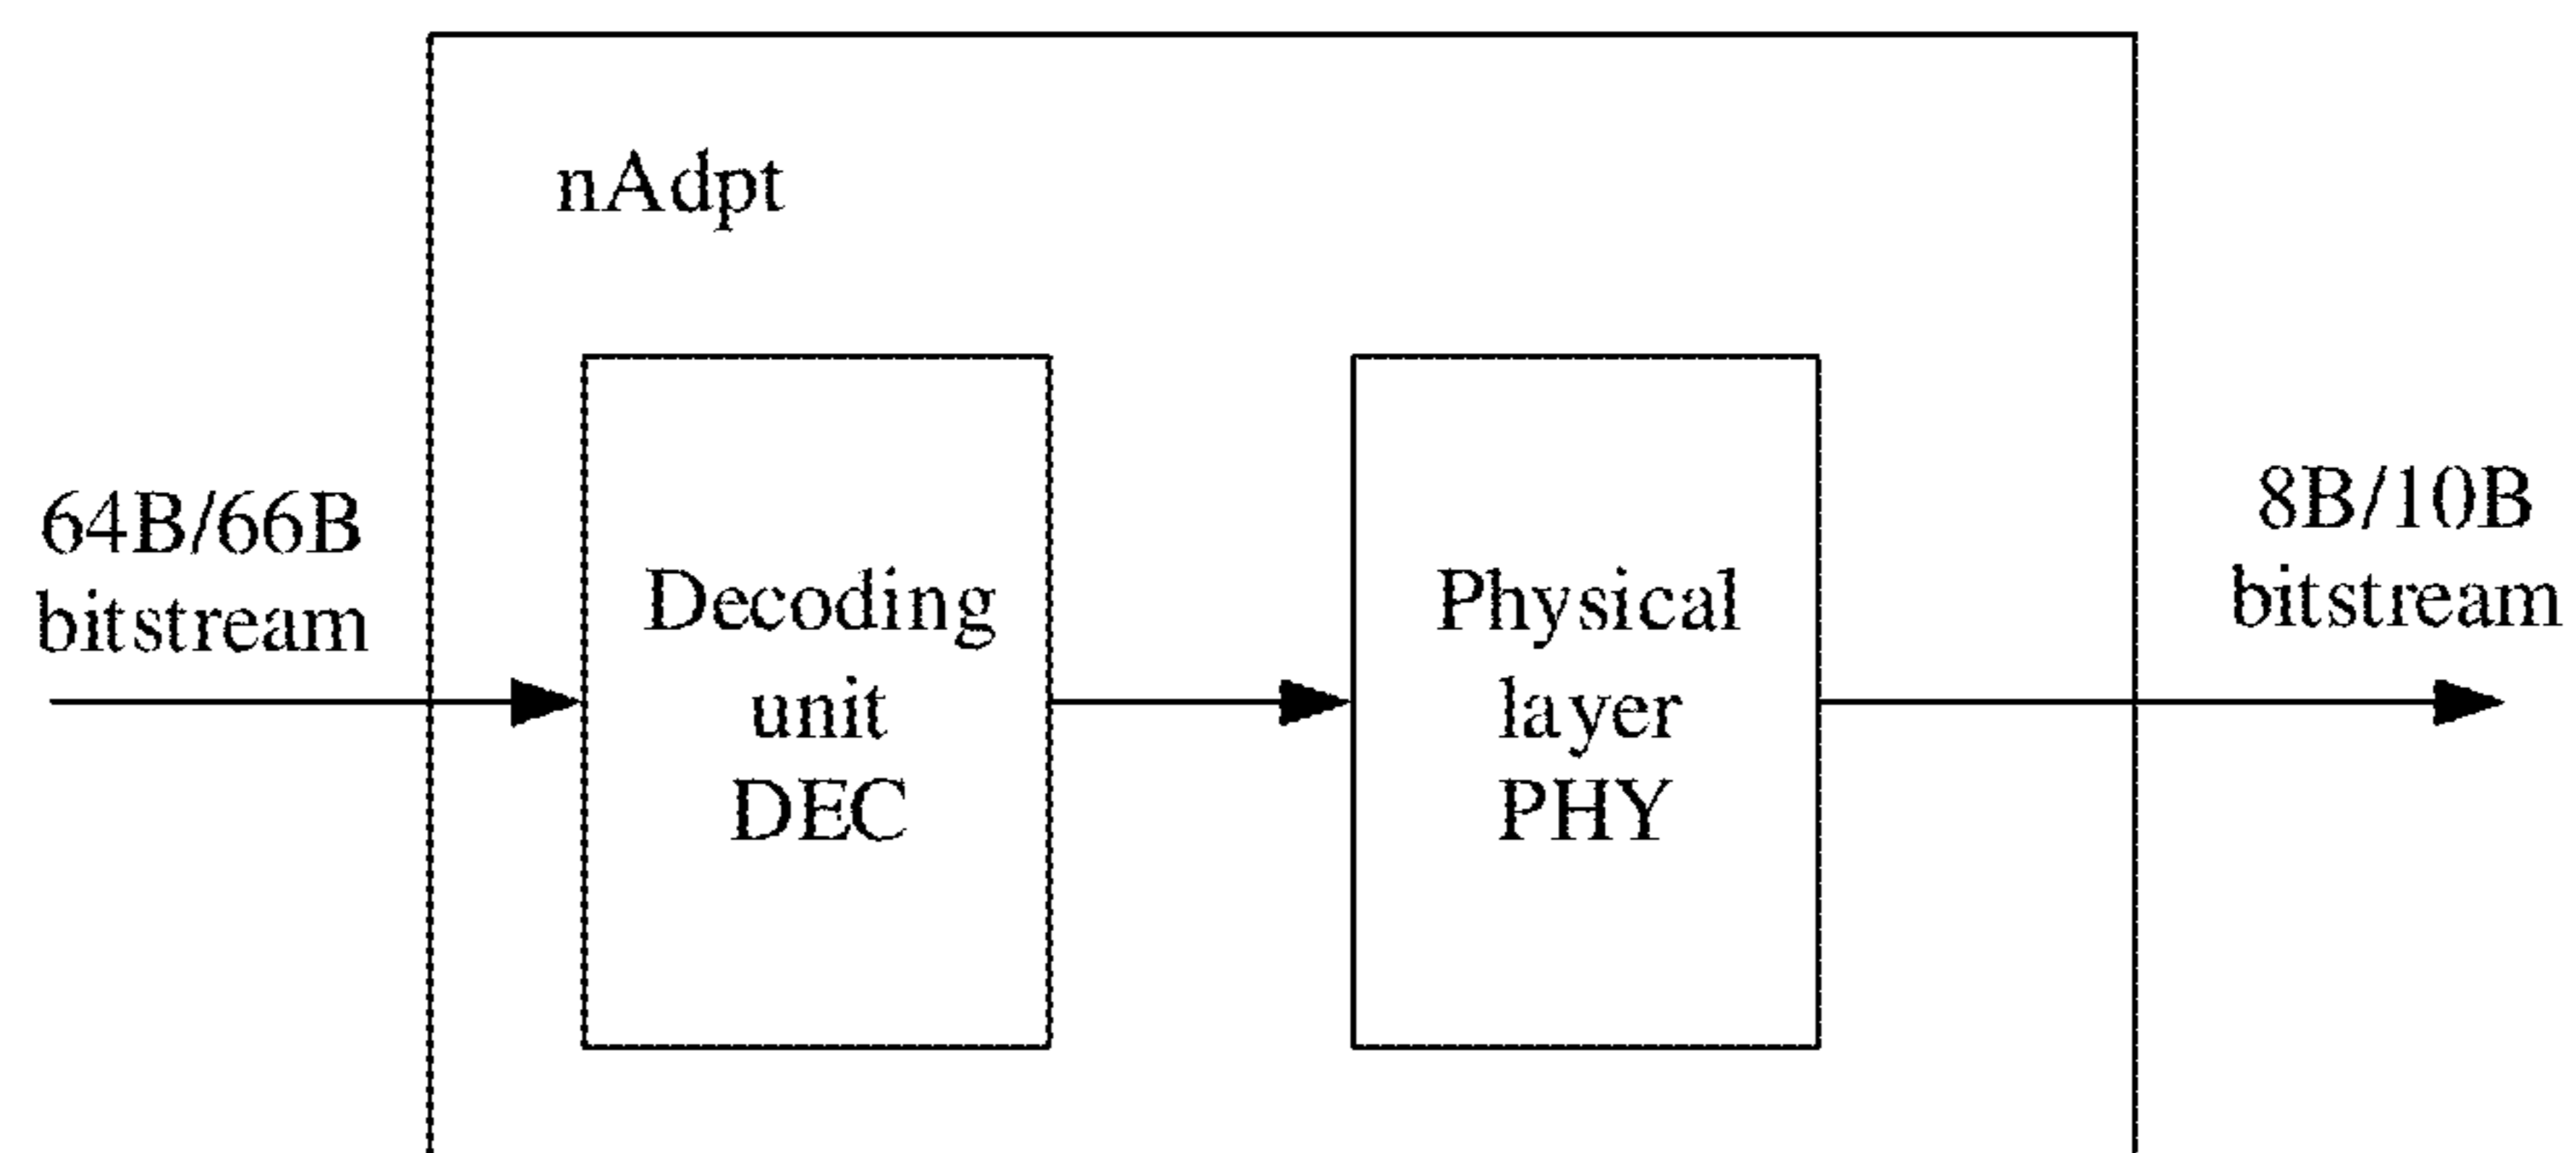 nAdpt
64B/66B
bitstream
Decoding
unit
DEC
Physical
layer
PHY
8B/10B
bitstream